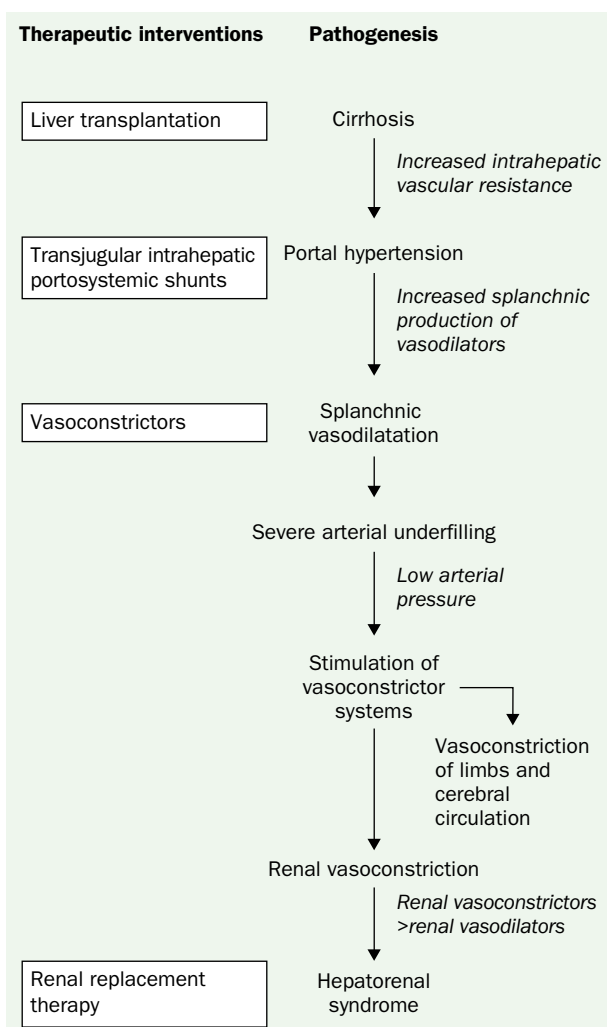 Therapeutic interventions Pathogenesis
Liver transplantation
Cirrhosis
Increased intrahepatic
vascular resistance
Transjugular intrahepatic
portosystemic shunts
Portal hypertension
Increased splanchnic
production of
vasodilators
Vasoconstrictors
Splanchnic
vasodilatation
Severe arterial underfilling
Low arterial
pressure
Stimulation of
vasoconstrictor
systems
Vasoconstriction
of limbs and
cerebral
circulation
Renal vasoconstriction
Renal vasoconstrictors
>renal vasodilators
Renal replacement
therapy
Hepatorenal
syndrome